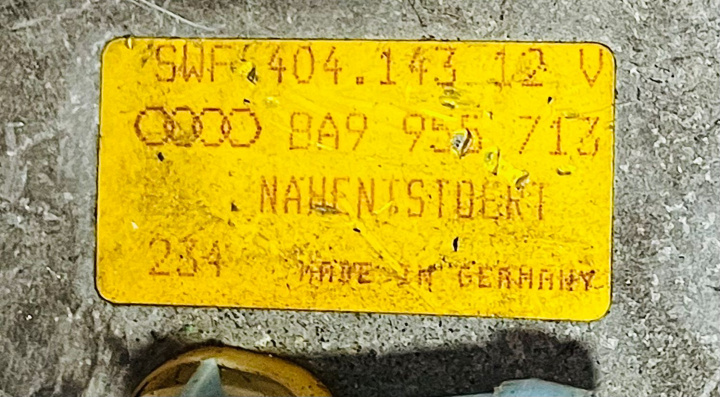 SWF 404.143 12 V
8A9 955 713
NAHENTSTOERT
234 MADE IN GERMANY